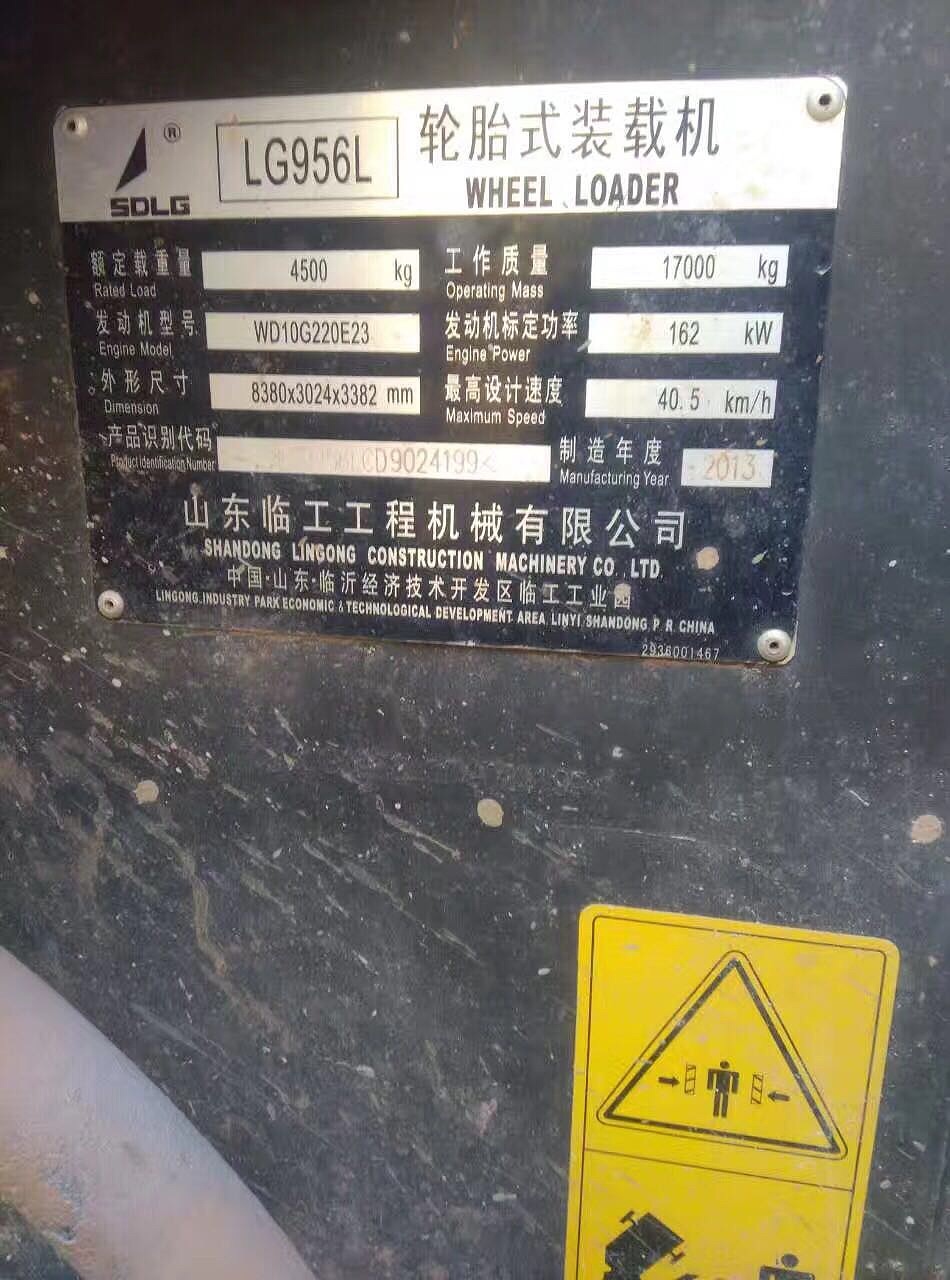 ®
SDLG
LG956L
轮胎式装载机
WHEEL LOADER
额定载重量 4500 kg 工作质量 17000 kg
Rated Load Operating Mass
发动机型号 WD10G220E23 发动机标定功率 162 kW
Engine Model Engine Power
外形尺寸 8380x3024x3382 mm 最高设计速度 40.5 km/h
Dimension Maximum Speed
产品识别代码 CD9024199< 制造年度 2013
Product Identification Number Manufacturing Year
山东临工工程机械有限公司
SHANDONG LINGONG CONSTRUCTION MACHINERY CO. LTD.
中国·山东·临沂经济技术开发区临工工业园
LINGONG INDUSTRY PARK ECONOMIC & TECHNOLOGICAL DEVELOPMENT AREA LINYI SHANDONG P. R. CHINA
2936001467